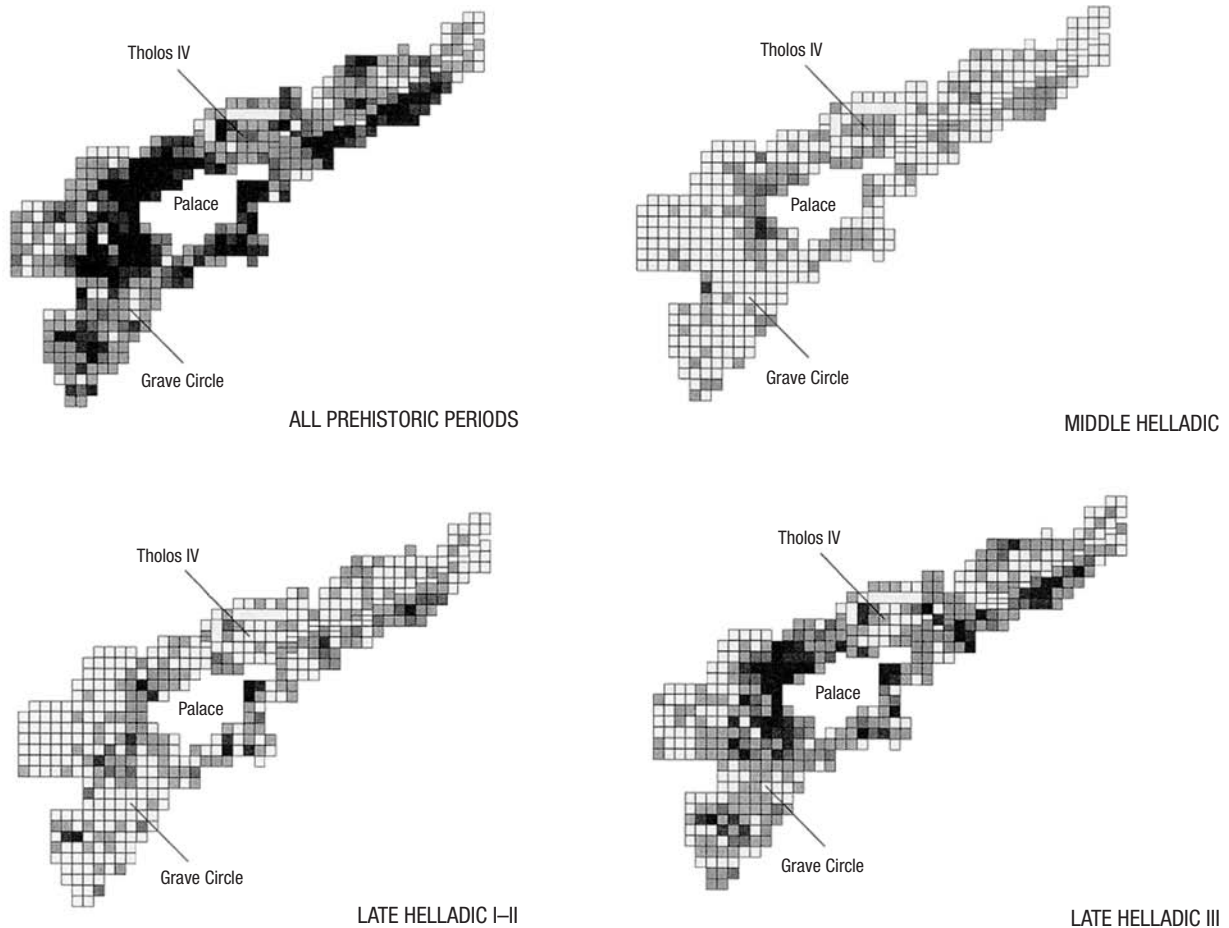 Tholos IV
Palace
Grave Circle
ALL PREHISTORIC PERIODS
Tholos IV
Palace
Grave Circle
MIDDLE HELLADIC
Tholos IV
Palace
Grave Circle
LATE HELLADIC I–II
Tholos IV
Palace
Grave Circle
LATE HELLADIC III